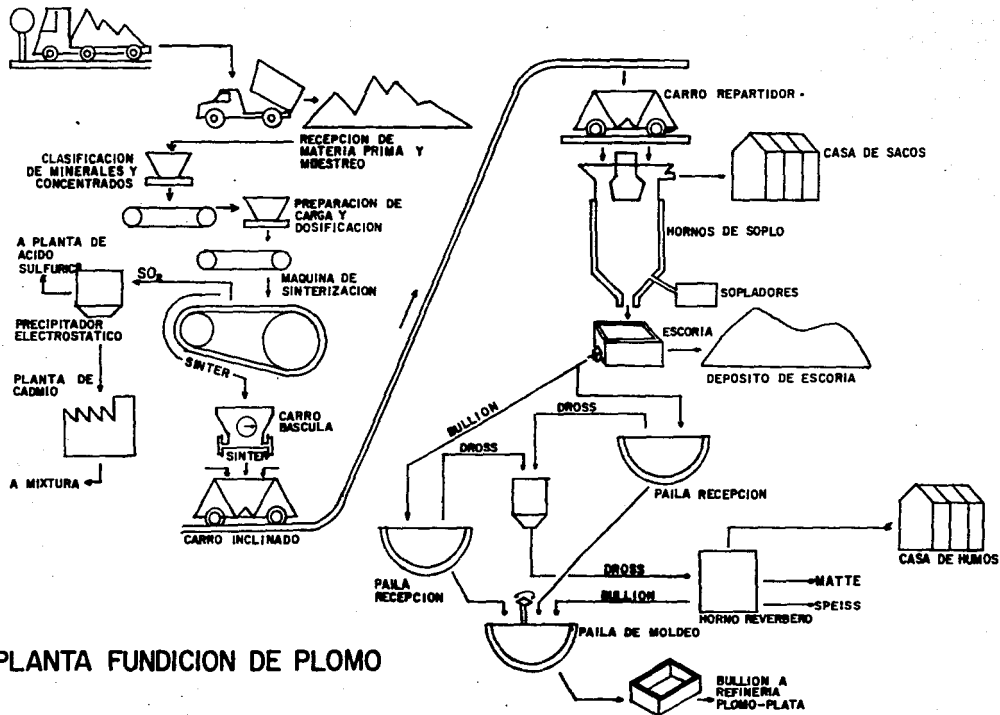 RECEPCION DE
MATERIA PRIMA Y
MUESTREO
CLASIFICACION
DE MINERALES Y
CONCENTRADOS
PREPARACION DE
CARGA Y
DOSIFICACION
MAQUINA DE
SINTERIZACION
A PLANTA DE
ACIDO
SULFURICO
SO₂
PRECIPITADOR
ELECTROSTATICO
PLANTA DE
CADMIO
A MIXTURA
SINTER
CARRO
BASCULA
SINTER
CARRO INCLINADO
CARRO REPARTIDOR -
CASA DE SACOS
HORNOS DE SOPLO
SOPLADORES
ESCORIA
DEPOSITO DE ESCORIA
BULLION
DROSS
DROSS
PAILA RECEPCION
PAILA
RECEPCION
CASA DE HUMOS
DROSS
BULLION
MATTE
SPEISS
HORNO REVERBERO
PAILA DE MOLDEO
BULLION A
REFINERIA
PLOMO-PLATA
PLANTA FUNDICION DE PLOMO